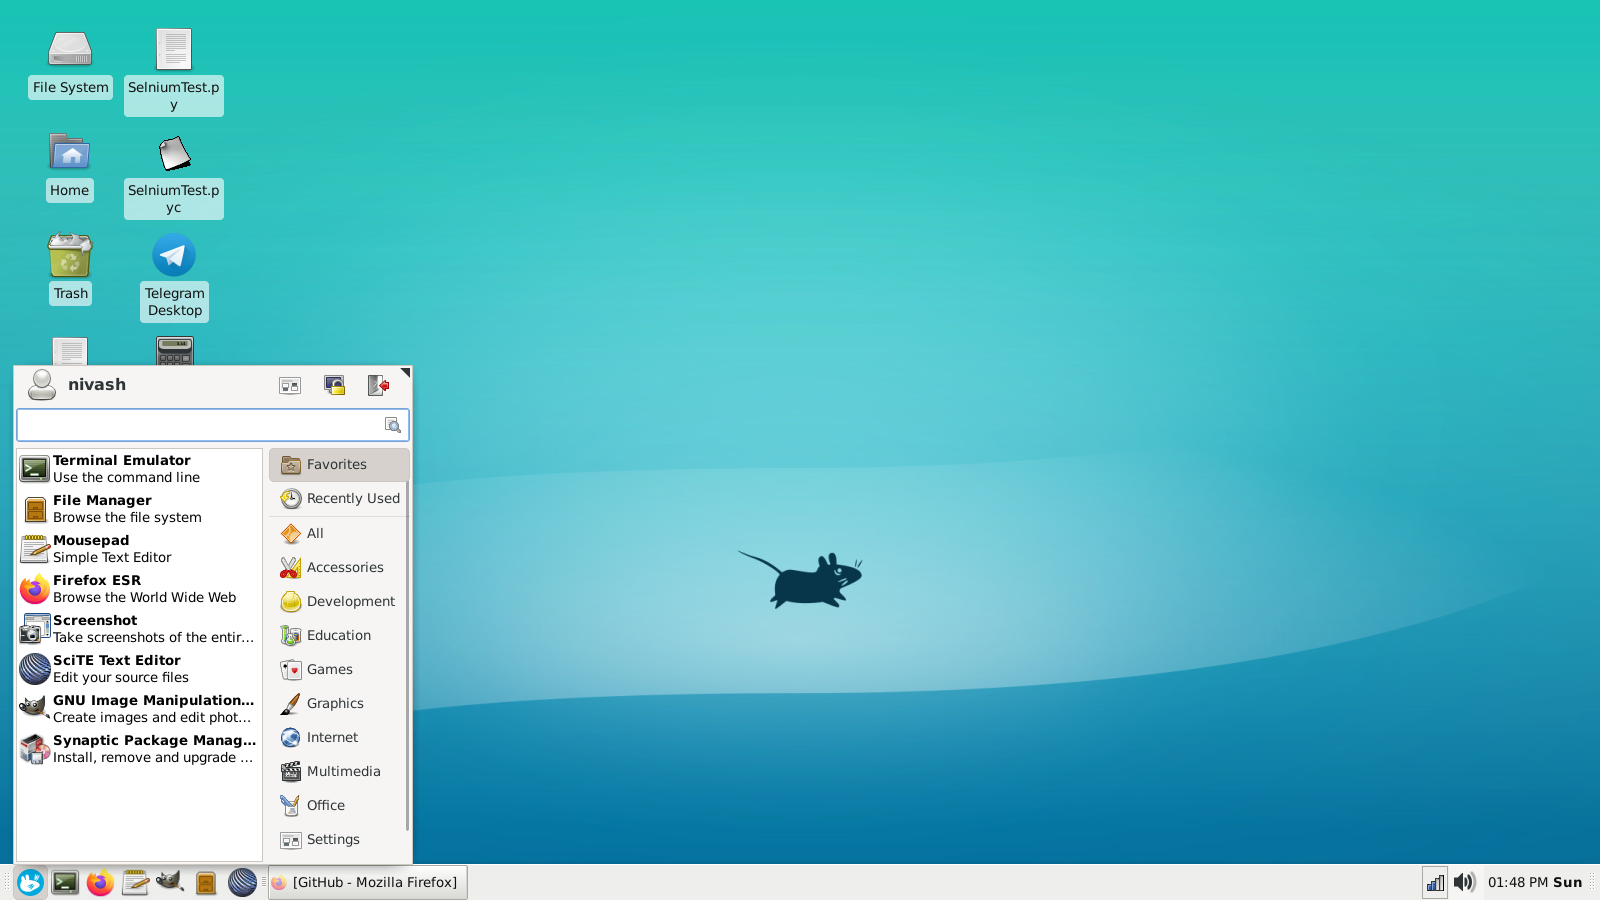 File System
SelniumTest.p
y
Home
SelniumTest.p
yc
Trash
Telegram
Desktop
nivash
Terminal Emulator
Use the command line
File Manager
Browse the file system
Mousepad
Simple Text Editor
Firefox ESR
Browse the World Wide Web
Screenshot
Take screenshots of the entir...
SciTE Text Editor
Edit your source files
GNU Image Manipulation...
Create images and edit phot...
Synaptic Package Manag...
Install, remove and upgrade ...
Favorites
Recently Used
All
Accessories
Development
Education
Games
Graphics
Internet
Multimedia
Office
Settings
[GitHub - Mozilla Firefox]
01:48 PM Sun